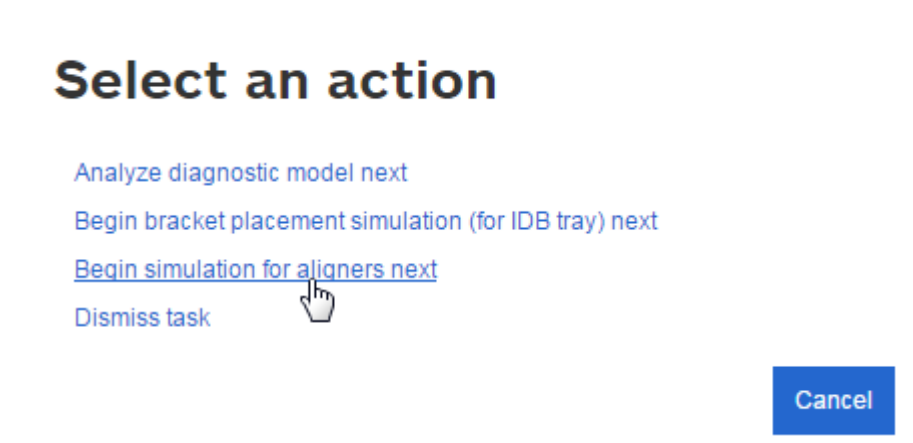 Select an action
Analyze diagnostic model next
Begin bracket placement simulation (for IDB tray) next
Begin simulation for aligners next
Dismiss task
Cancel